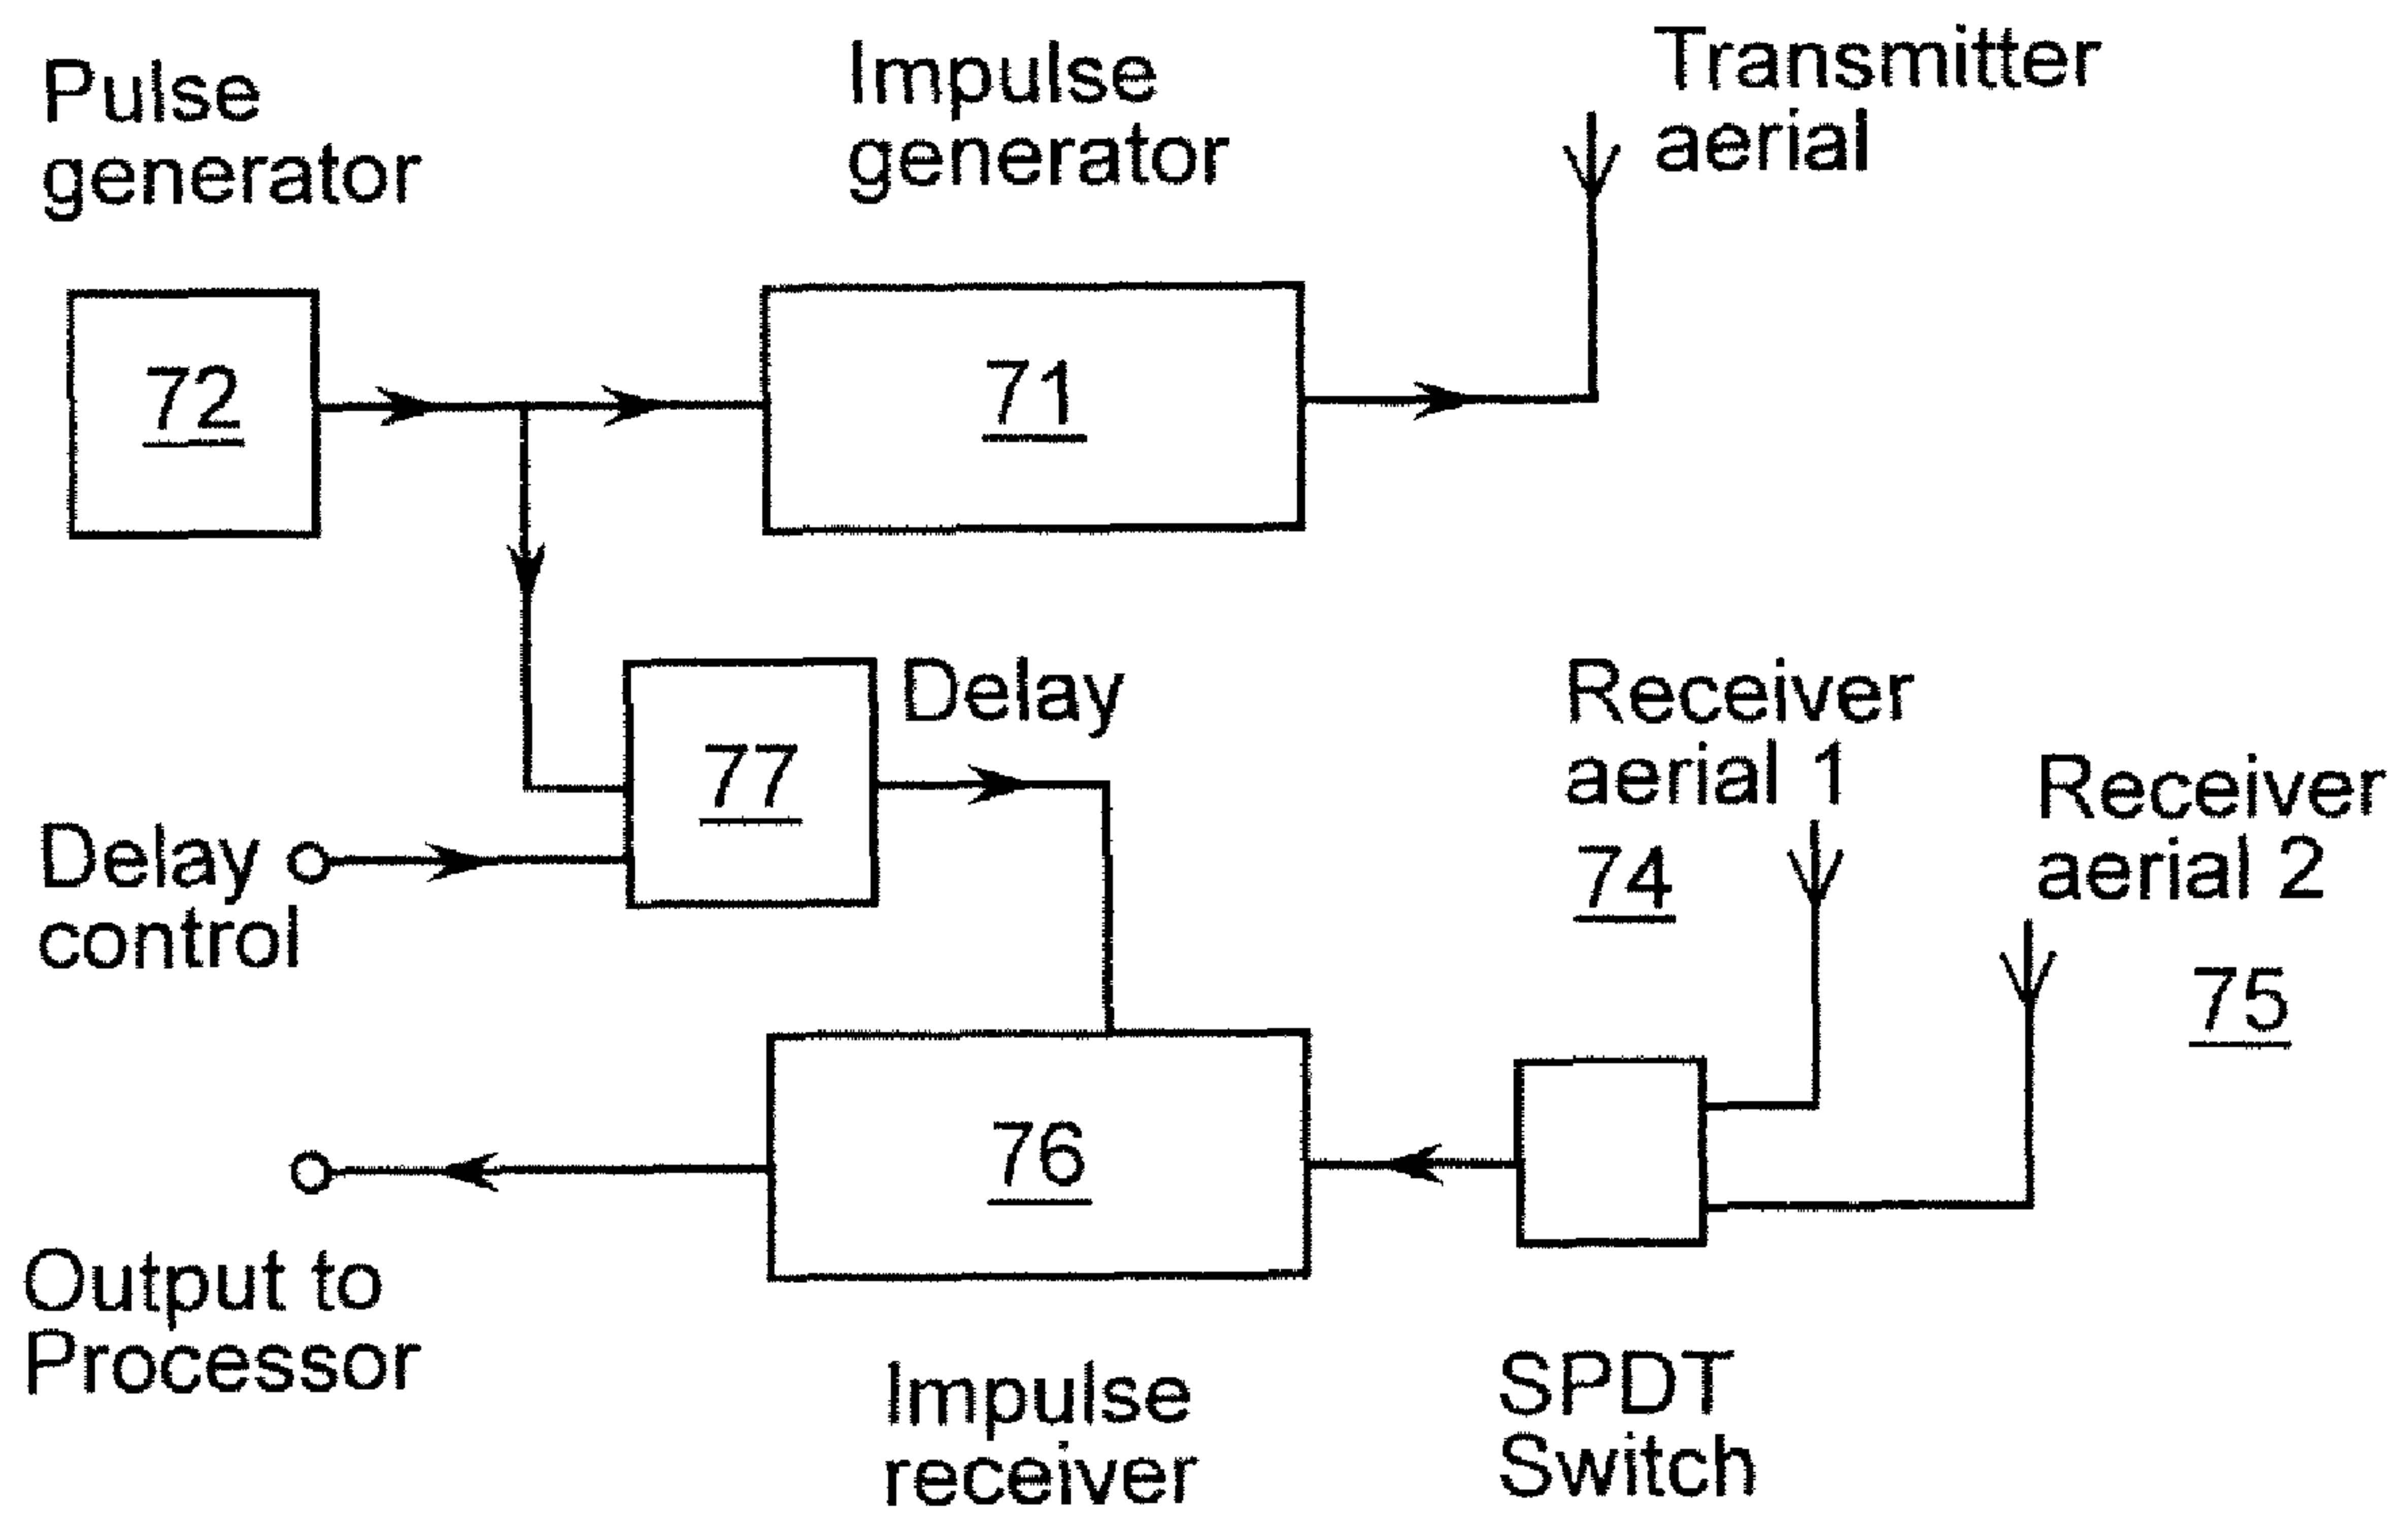 Pulse
generator
Impulse
generator
Transmitter
aerial
72
71
77
Delay
Delay
control
Receiver
aerial 1
74
Receiver
aerial 2
75
76
Output to
Processor
Impulse
receiver
SPDT
Switch